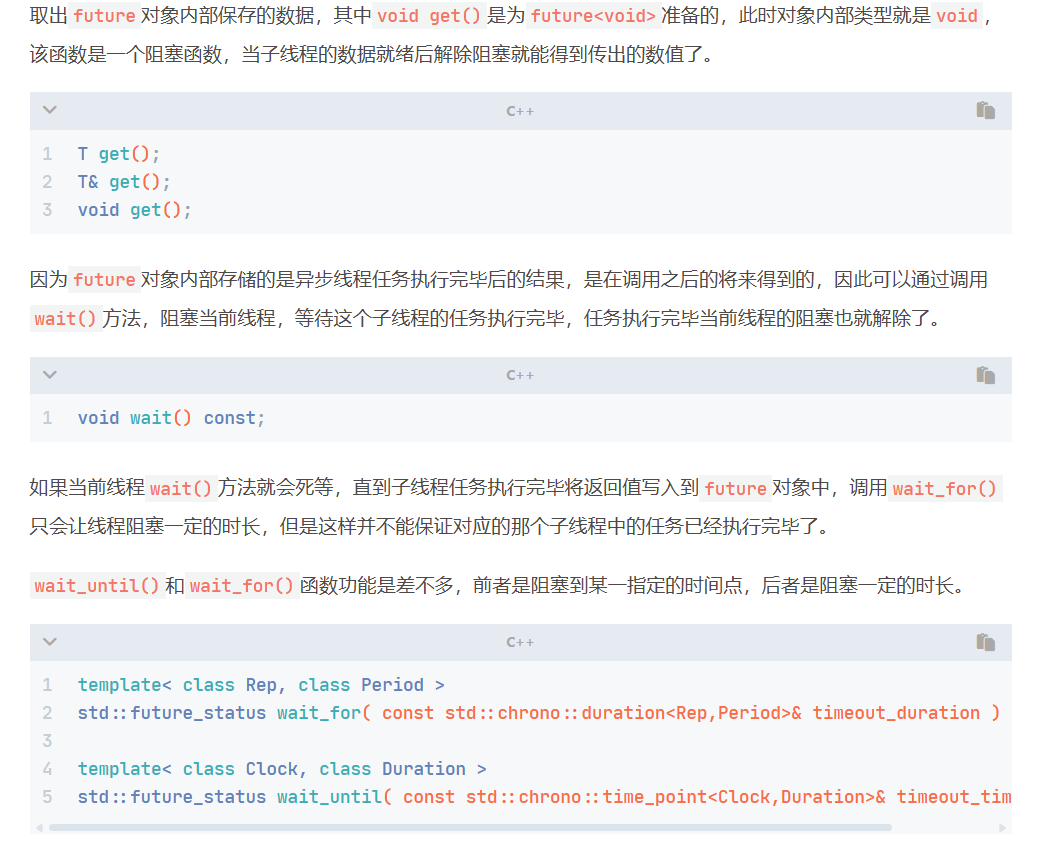 取出 future 对象内部保存的数据，其中 void get() 是为 future<void> 准备的，此时对象内部类型就是 void ，
该函数是一个阻塞函数，当子线程的数据就绪后解除阻塞就能得到传出的数值了。
C++
1 T get();
2 T& get();
3 void get();
因为 future 对象内部存储的是异步线程任务执行完毕后的结果，是在调用之后的将来得到的，因此可以通过调用
wait() 方法，阻塞当前线程，等待这个子线程的任务执行完毕，任务执行完毕当前线程的阻塞也就解除了。
C++
1 void wait() const;
如果当前线程 wait() 方法就会死等，直到子线程任务执行完毕将返回值写入到 future 对象中，调用 wait_for()
只会让线程阻塞一定的时长，但是这样并不能保证对应的那个子线程中的任务已经执行完毕了。
wait_until() 和 wait_for() 函数功能是差不多，前者是阻塞到某一指定的时间点，后者是阻塞一定的时长。
C++
1 template< class Rep, class Period >
2 std::future_status wait_for( const std::chrono::duration<Rep,Period>& timeout_duration )
3
4 template< class Clock, class Duration >
5 std::future_status wait_until( const std::chrono::time_point<Clock,Duration>& timeout_tim